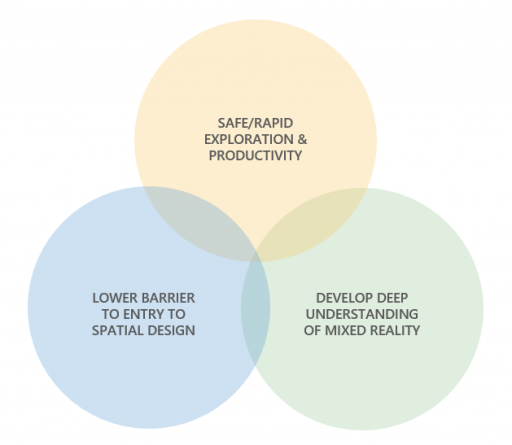 SAFE/RAPID
EXPLORATION &
PRODUCTIVITY
LOWER BARRIER
TO ENTRY TO
SPATIAL DESIGN
DEVELOP DEEP
UNDERSTANDING
OF MIXED REALITY